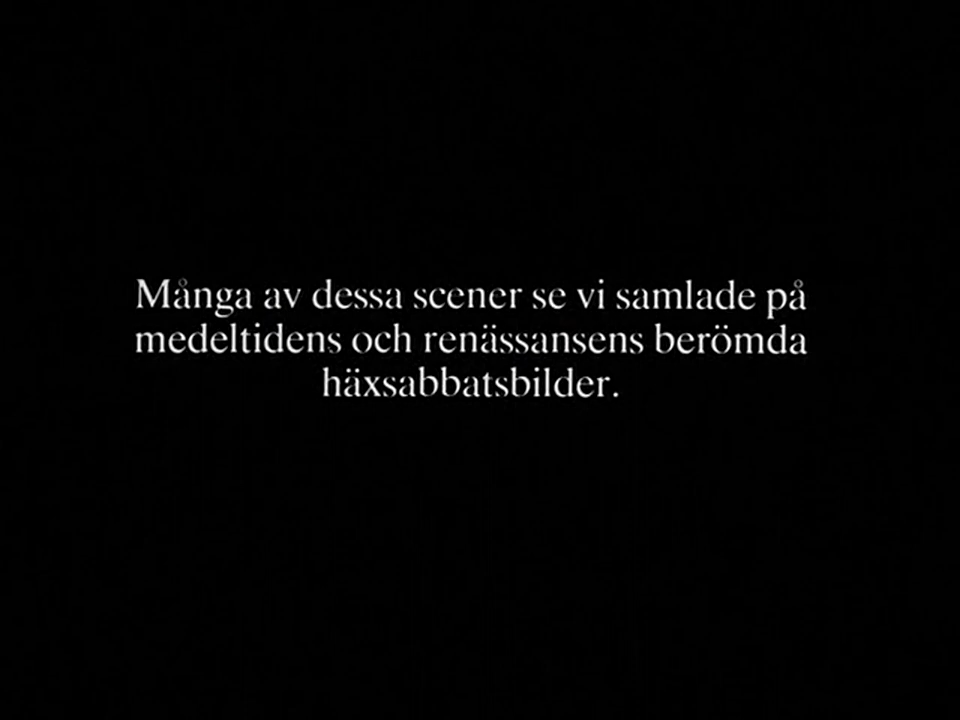 Många av dessa scener se vi samlade på
medeltidens och renässansens berömda
häxsabbatsbilder.